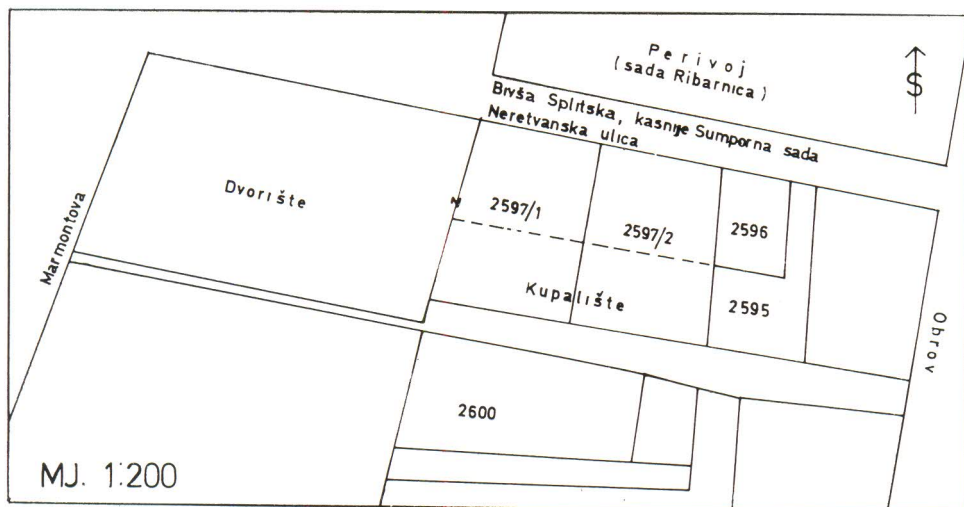 Perivoj
(sada Ribarnica)
S
Bivša Splitska, kasnije Sumporna sada
Neretvanska ulica
Dvorište
2597/1
2597/2
2596
Marmontova
Kupalište
2595
Obrov
2600
MJ. 1:200